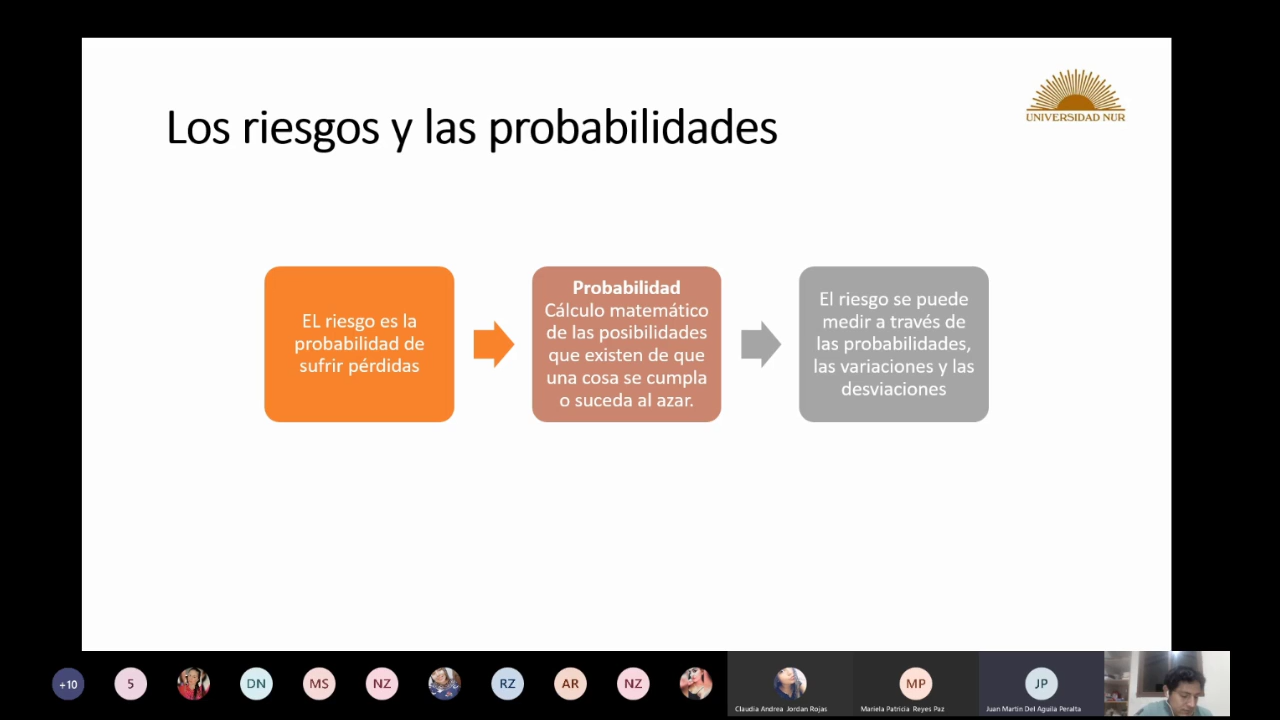 Los riesgos y las probabilidades
UNIVERSIDAD NUR
EL riesgo es la
probabilidad de
sufrir pérdidas
Probabilidad
Cálculo matemático
de las posibilidades
que existen de que
una cosa se cumpla
o suceda al azar.
El riesgo se puede
medir a través de
las probabilidades,
las variaciones y las
desviaciones
+10
5
DN
MS
NZ
RZ
AR
NZ
Claudia Andrea Jordan Rojas
MP
Mariela Patricia Reyes Paz
JP
Juan Martin Del Aguila Peralta